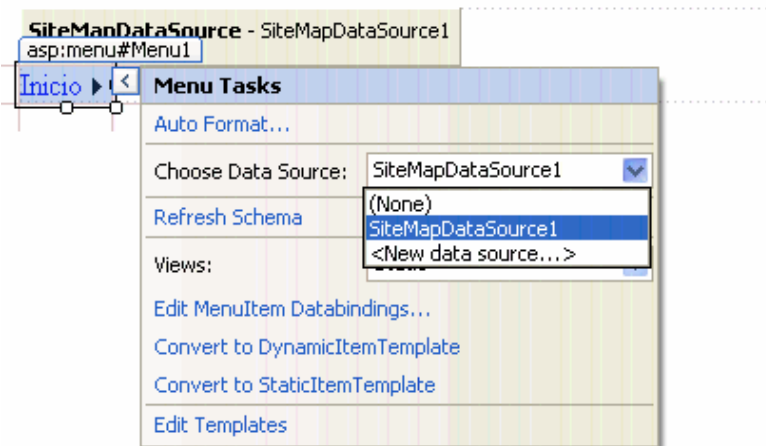 SiteMapDataSource - SiteMapDataSource1
asp:menu#Menu1
Inicio
Menu Tasks
Auto Format...
Choose Data Source: SiteMapDataSource1
(None)
Refresh Schema
SiteMapDataSource1
<New data source...>
Views:
Edit MenuItem Databindings...
Convert to DynamicItemTemplate
Convert to StaticItemTemplate
Edit Templates